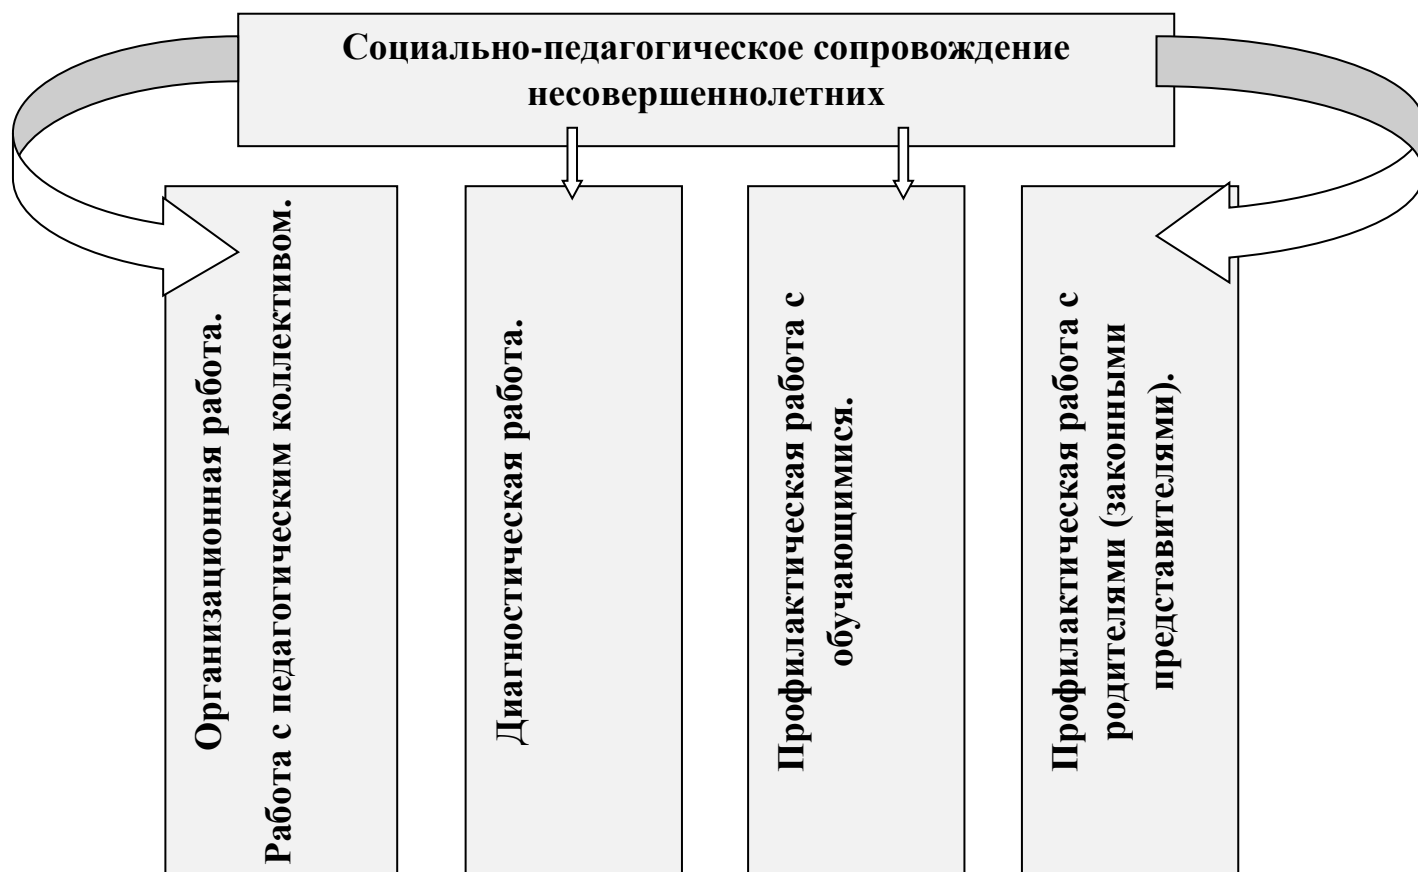 Социально-педагогическое сопровождение
несовершеннолетних
Организационная работа.
Работа с педагогическим коллективом.
Диагностическая работа.
Профилактическая работа с
обучающимися.
Профилактическая работа с
родителями (законными
представителями).